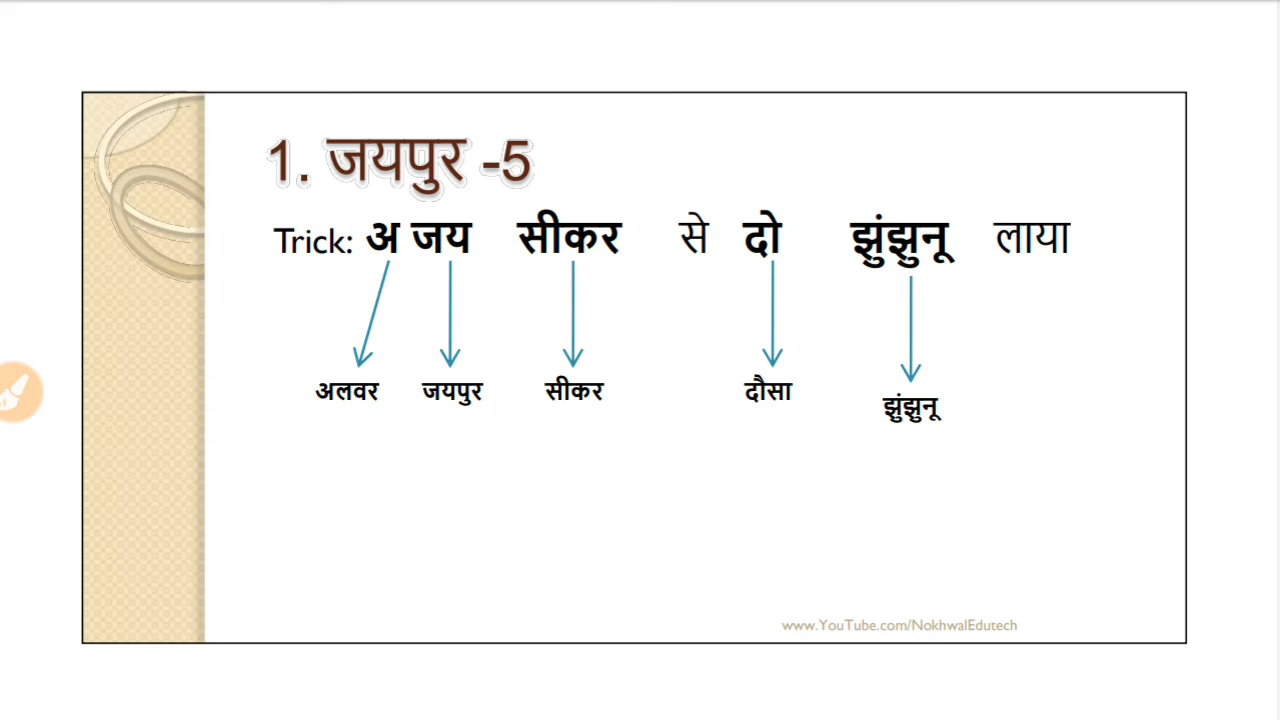 1. जयपुर -5
Trick: अ जय सीकर से दो झुंझुनू लाया
अलवर जयपुर सीकर दौसा झुंझुनू
www.YouTube.com/NokhwalEdutech